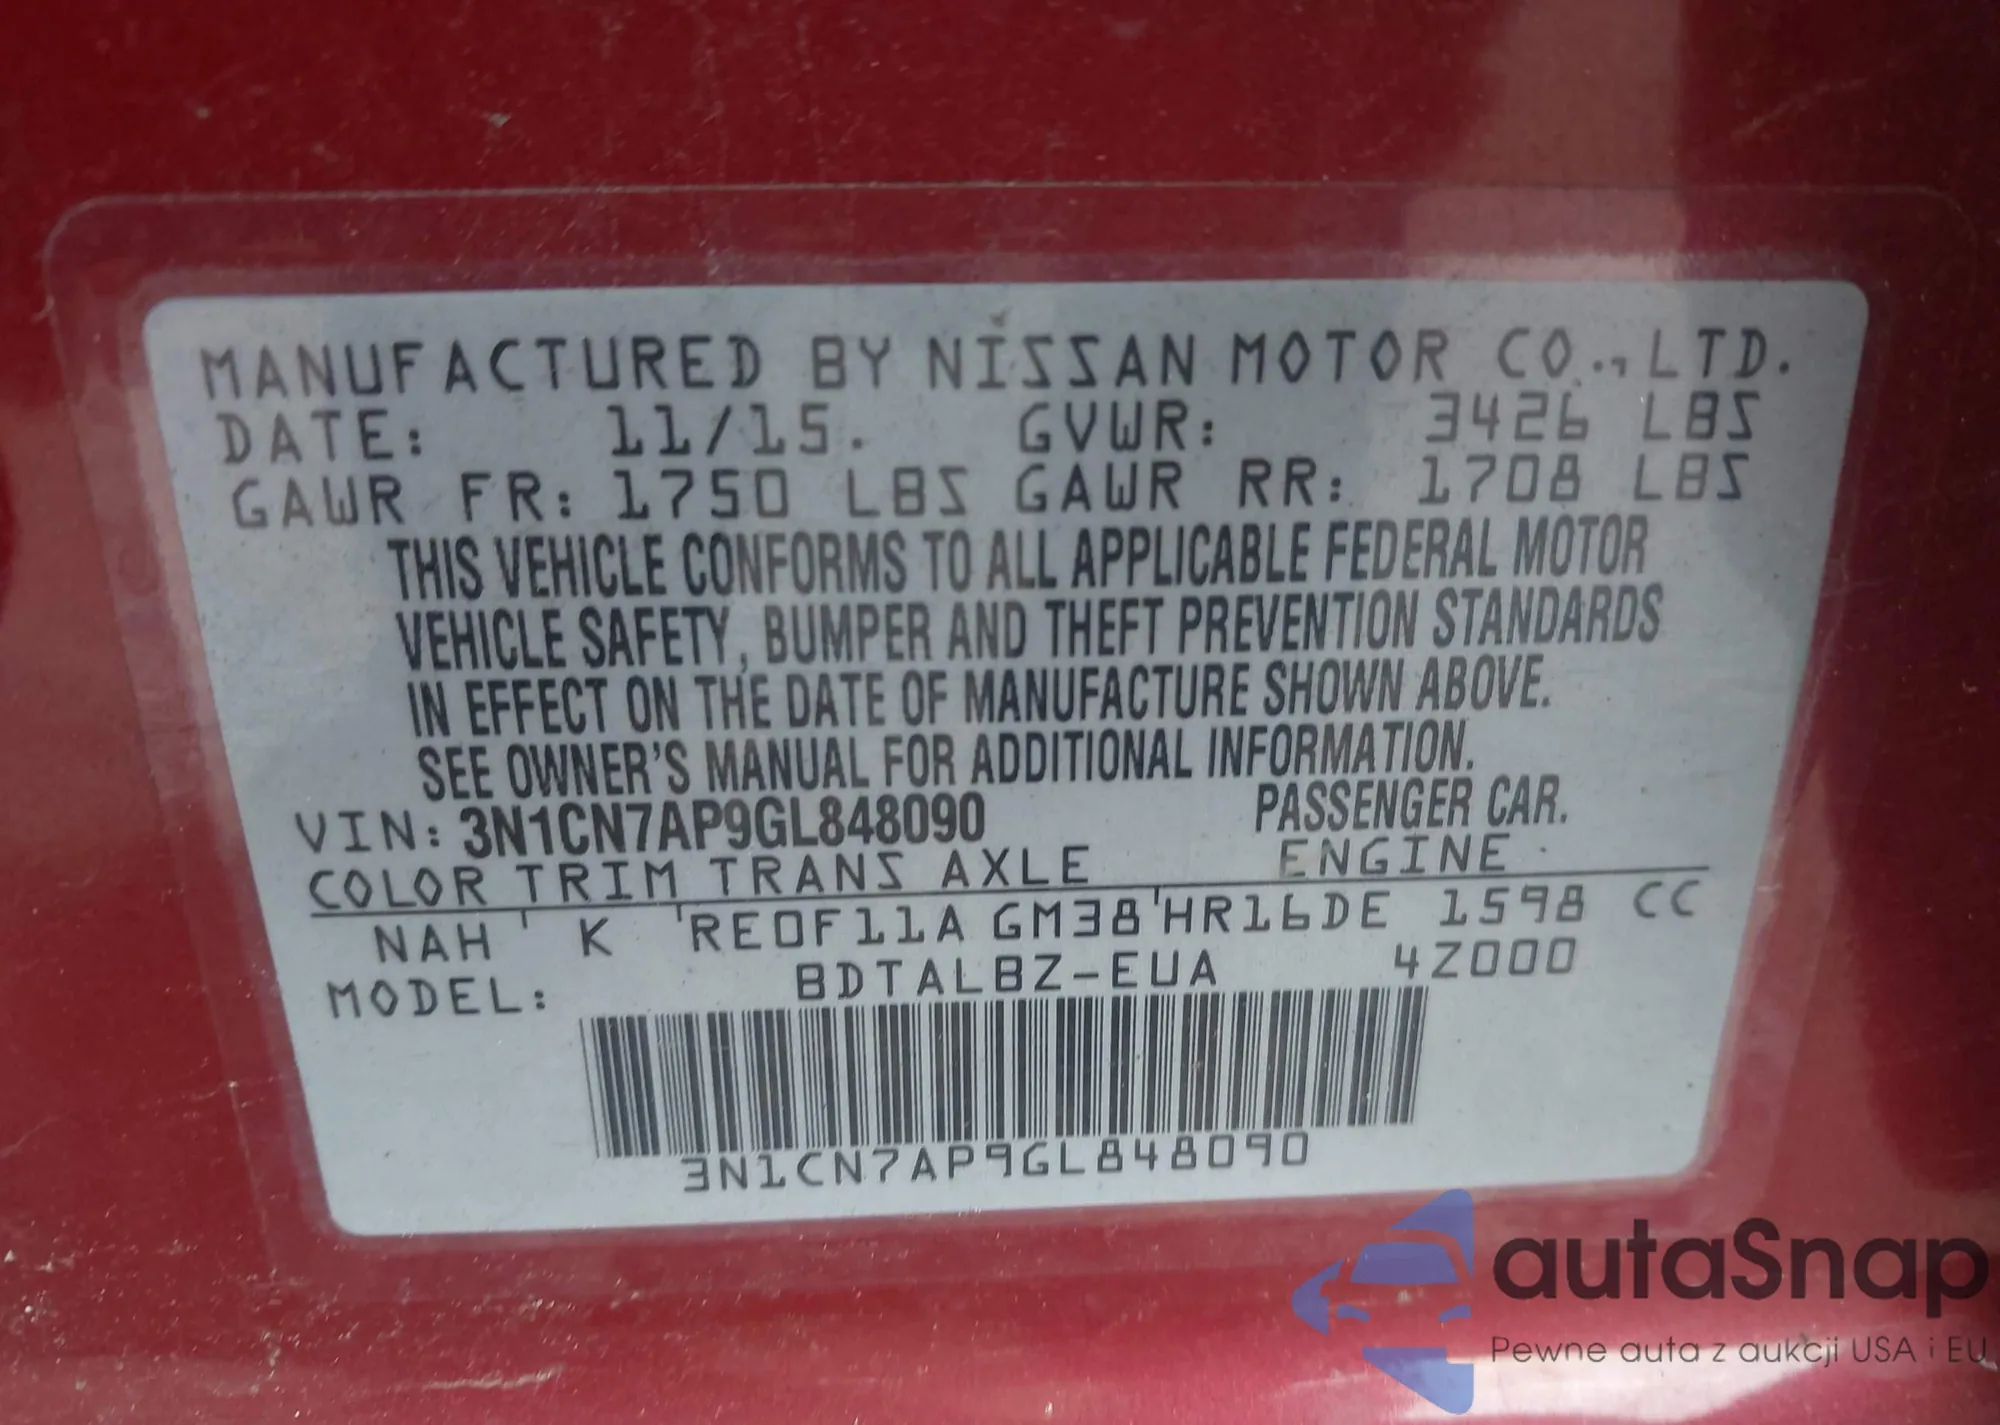 MANUFACTURED BY NISSAN MOTOR CO., LTD.
DATE: 11/15. GVWR: 3426 LBS
GAWR FR: 1750 LBS GAWR RR: 1708 LBS
THIS VEHICLE CONFORMS TO ALL APPLICABLE FEDERAL MOTOR
VEHICLE SAFETY, BUMPER AND THEFT PREVENTION STANDARDS
IN EFFECT ON THE DATE OF MANUFACTURE SHOWN ABOVE.
SEE OWNER'S MANUAL FOR ADDITIONAL INFORMATION.
VIN: 3N1CN7AP9GL848090 PASSENGER CAR.
COLOR TRIM TRANS AXLE ENGINE
NAH K RE0F11A GM38 HR16DE 1598 CC
MODEL: BDTALBZ-EUA 4Z000
3N1CN7AP9GL848090
autaSnap
Pewne auta z aukcji USA i EU